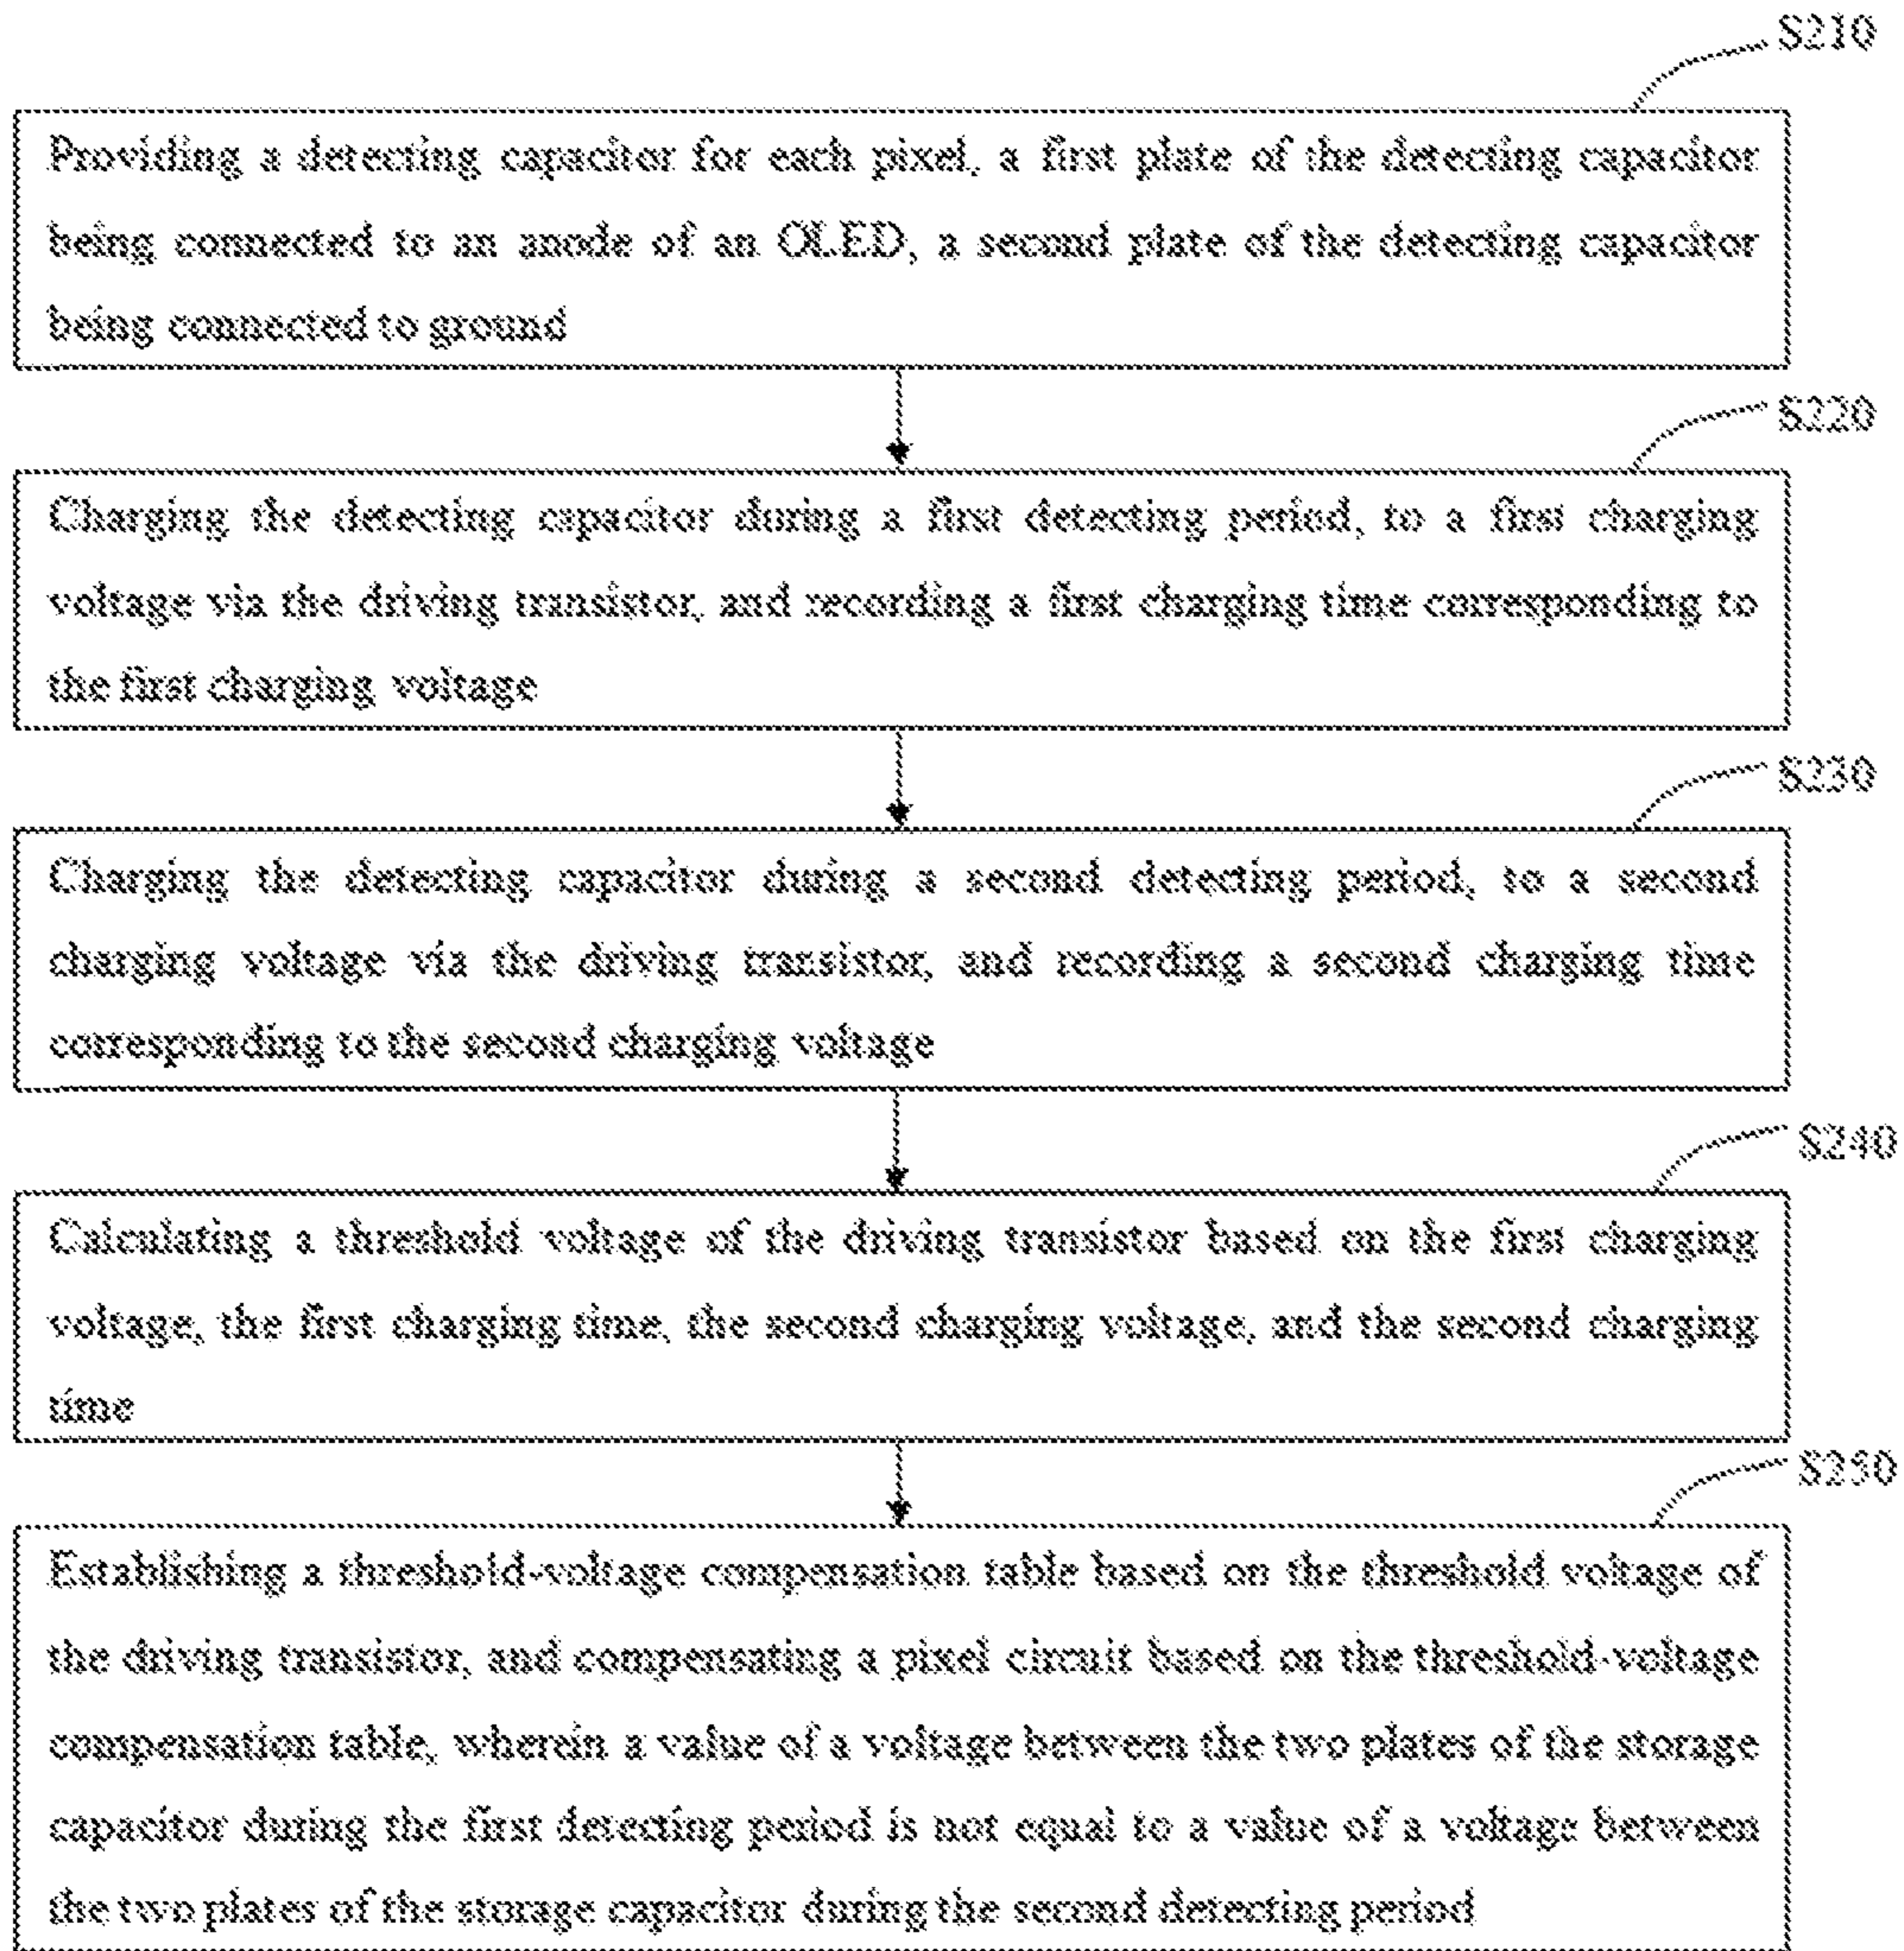 S210
Providing a detecting capacitor for each pixel, a first plate of the detecting capacitor
being connected to an anode of an OLED, a second plate of the detecting capacitor
being connected to ground
S220
Charging the detecting capacitor during a first detecting period, to a first charging
voltage via the driving transistor, and recording a first charging time corresponding to
the first charging voltage
S230
Charging the detecting capacitor during a second detecting period, to a second
charging voltage via the driving transistor, and recording a second charging time
corresponding to the second charging voltage
S240
Calculating a threshold voltage of the driving transistor based on the first charging
voltage, the first charging time, the second charging voltage, and the second charging
time
S250
Establishing a threshold-voltage compensation table based on the threshold voltage of
the driving transistor, and compensating a pixel circuit based on the threshold-voltage
compensation table, wherein a value of a voltage between the two plates of the storage
capacitor during the first detecting period is not equal to a value of a voltage between
the two plates of the storage capacitor during the second detecting period